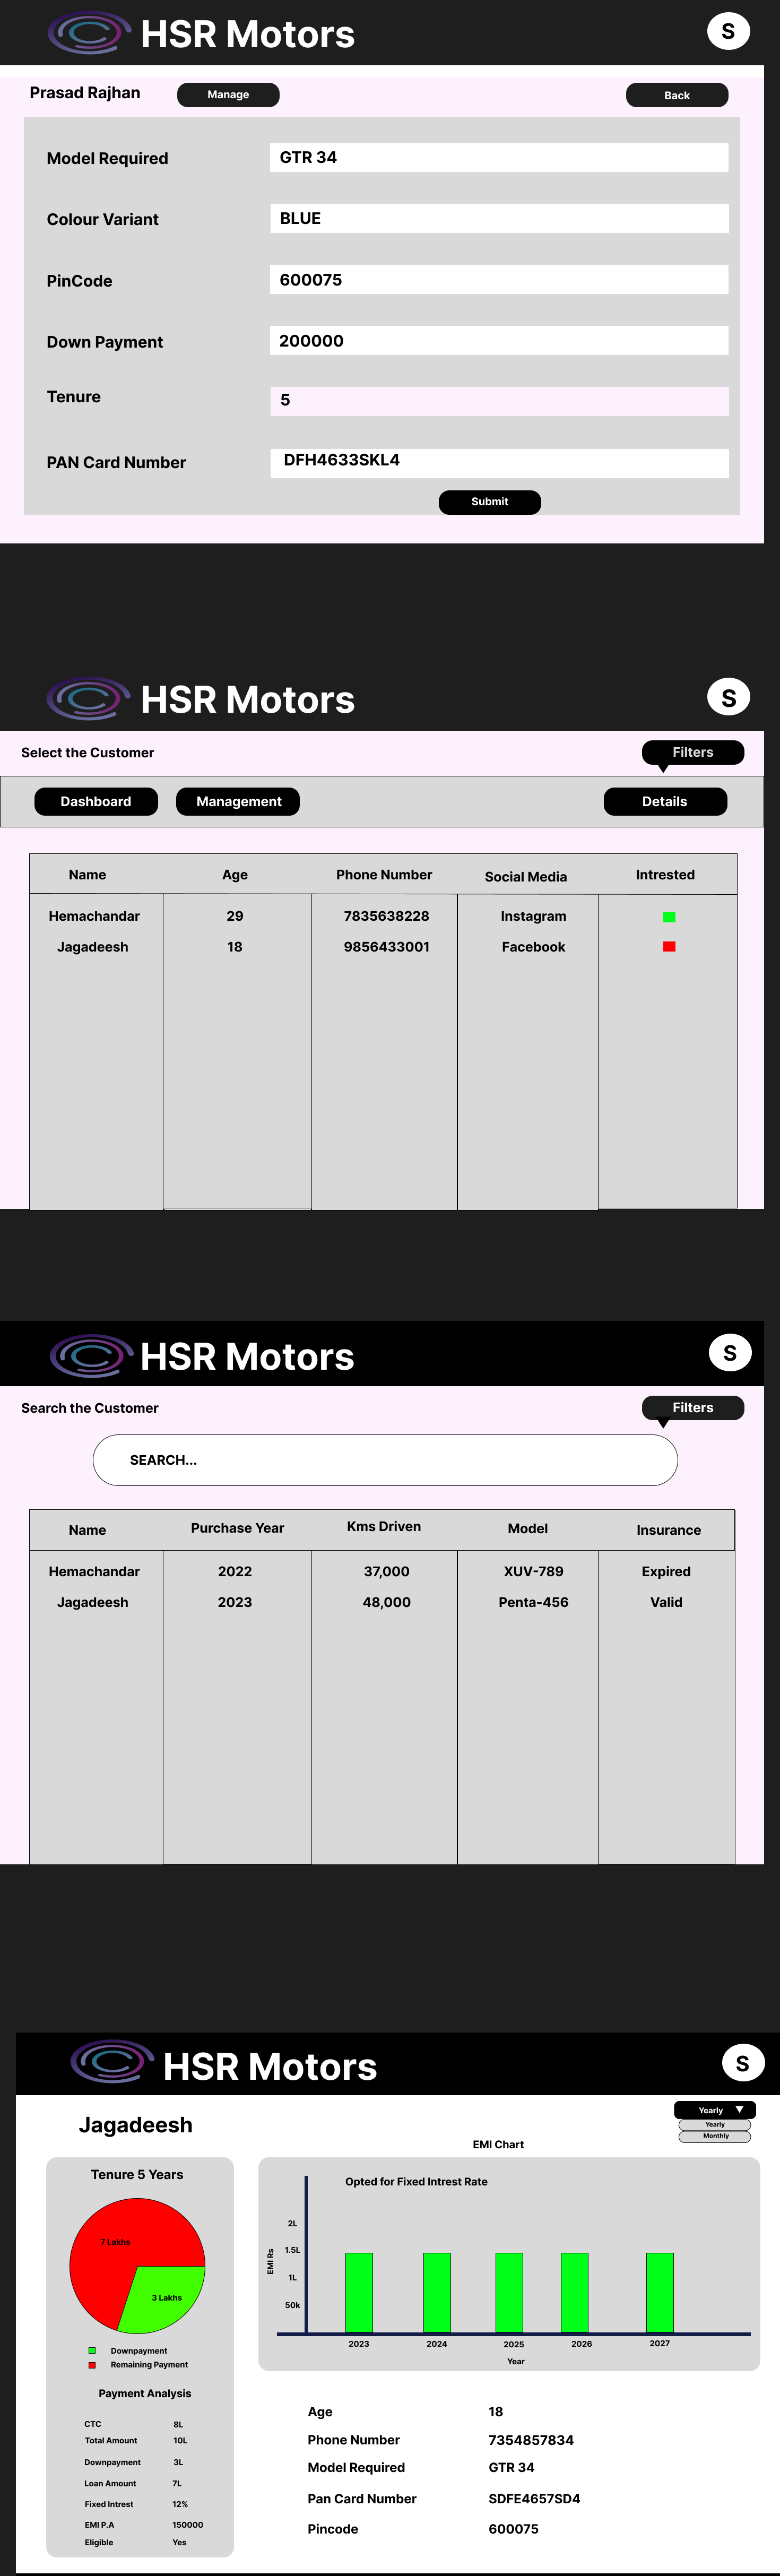 HSR Motors
S
Prasad Rajhan Manage Back
Model Required GTR 34
Colour Variant BLUE
PinCode 600075
Down Payment 200000
Tenure 5
PAN Card Number DFH4633SKL4
Submit
HSR Motors
S
Select the Customer Filters
Dashboard Management Details
Name Age Phone Number Social Media Intrested
Hemachandar 29 7835638228 Instagram
Jagadeesh 18 9856433001 Facebook
HSR Motors
S
Search the Customer Filters
SEARCH...
Name Purchase Year Kms Driven Model Insurance
Hemachandar 2022 37,000 XUV-789 Expired
Jagadeesh 2023 48,000 Penta-456 Valid
HSR Motors
S
Jagadeesh
Yearly
Yearly
Monthly
EMI Chart
Tenure 5 Years
7 Lakhs
3 Lakhs
Downpayment
Remaining Payment
Payment Analysis
CTC 8L
Total Amount 10L
Downpayment 3L
Loan Amount 7L
Fixed Intrest 12%
EMI P.A 150000
Eligible Yes
Opted for Fixed Intrest Rate
EMI Rs
2L
1.5L
1L
50k
2023 2024 2025 2026 2027
Year
Age 18
Phone Number 7354857834
Model Required GTR 34
Pan Card Number SDFE4657SD4
Pincode 600075